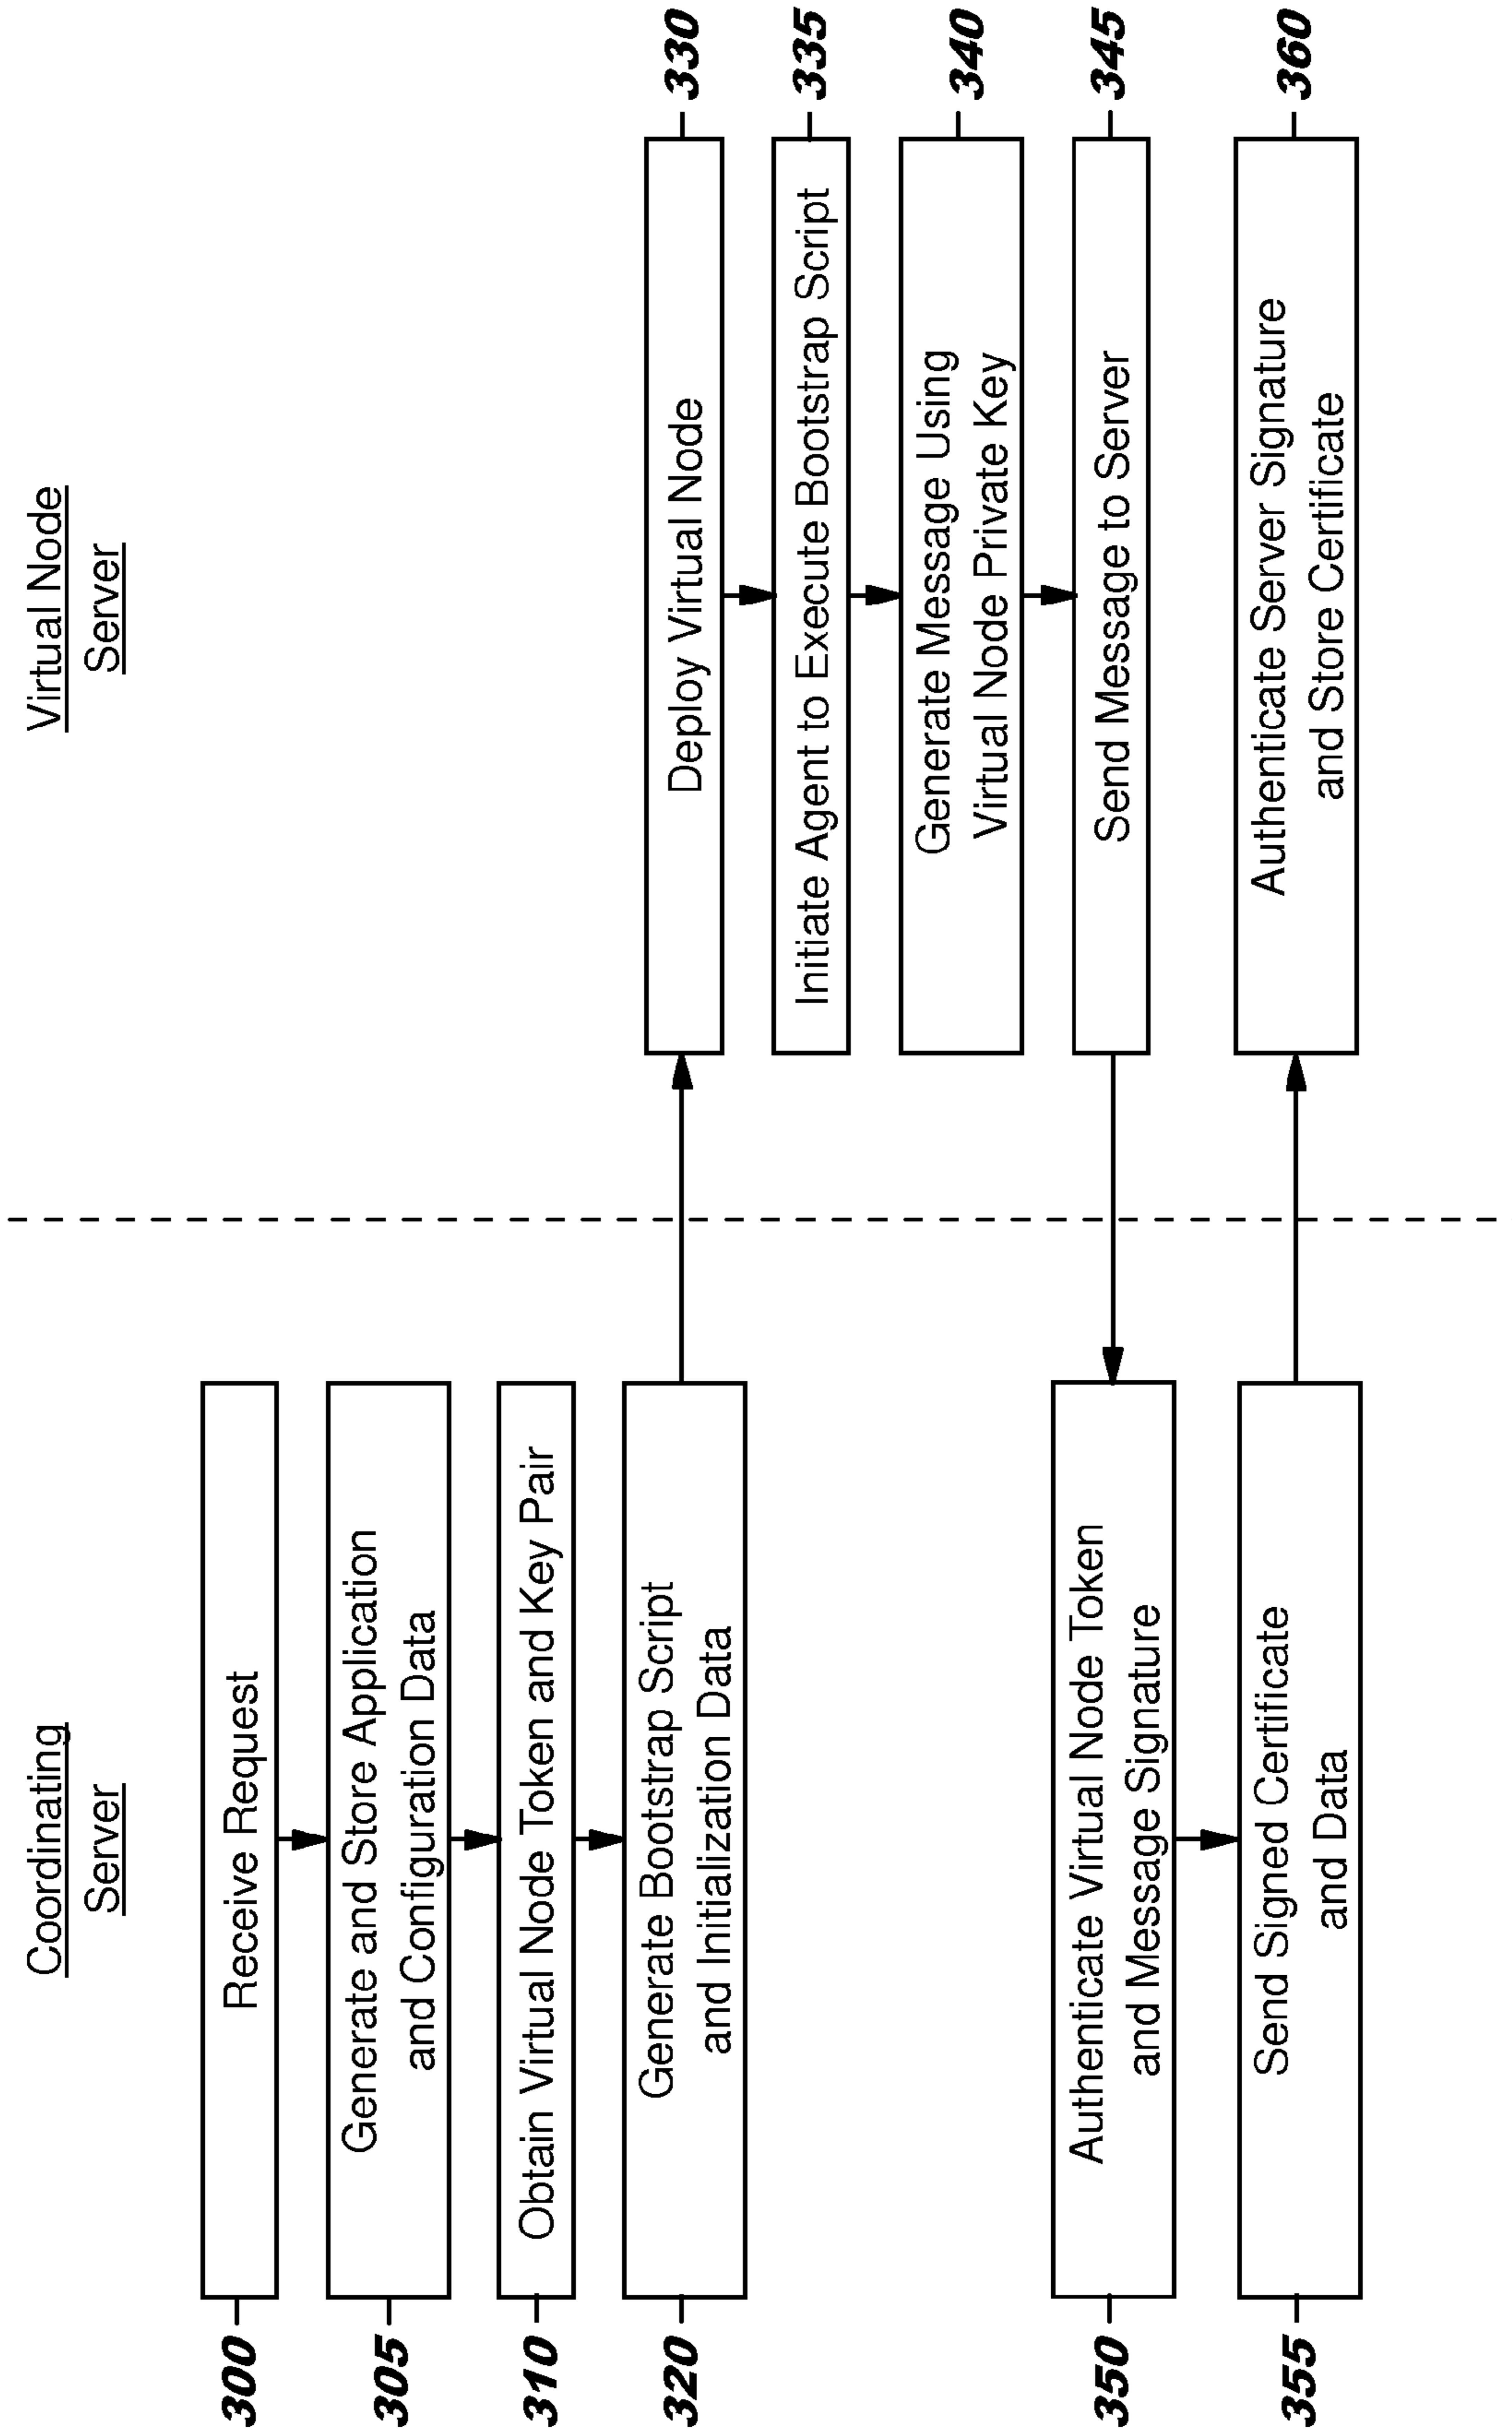 Coordinating
Server
Virtual Node
Server
300
Receive Request
305
Generate and Store Application
and Configuration Data
310
Obtain Virtual Node Token and Key Pair
320
Generate Bootstrap Script
and Initialization Data
Deploy Virtual Node
330
Initiate Agent to Execute Bootstrap Script
335
Generate Message Using
Virtual Node Private Key
340
Send Message to Server
345
350
Authenticate Virtual Node Token
and Message Signature
355
Send Signed Certificate
and Data
Authenticate Server Signature
and Store Certificate
360